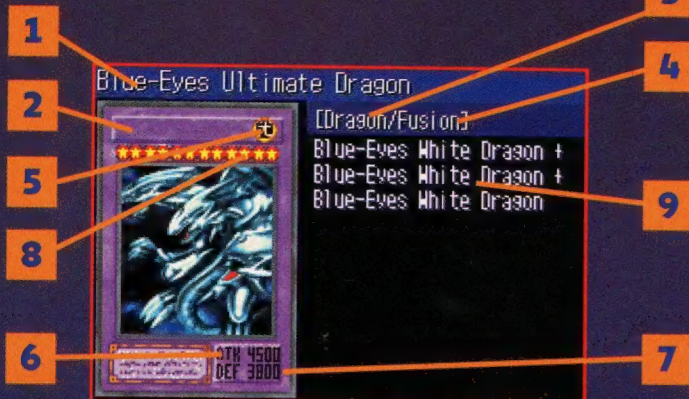 1
Blue-Eyes Ultimate Dragon
4
2
[Dragon/Fusion]
Blue-Eyes White Dragon +
5
Blue-Eyes White Dragon +
Blue-Eyes White Dragon
9
8
6
ATK 4500
DEF 3800
7